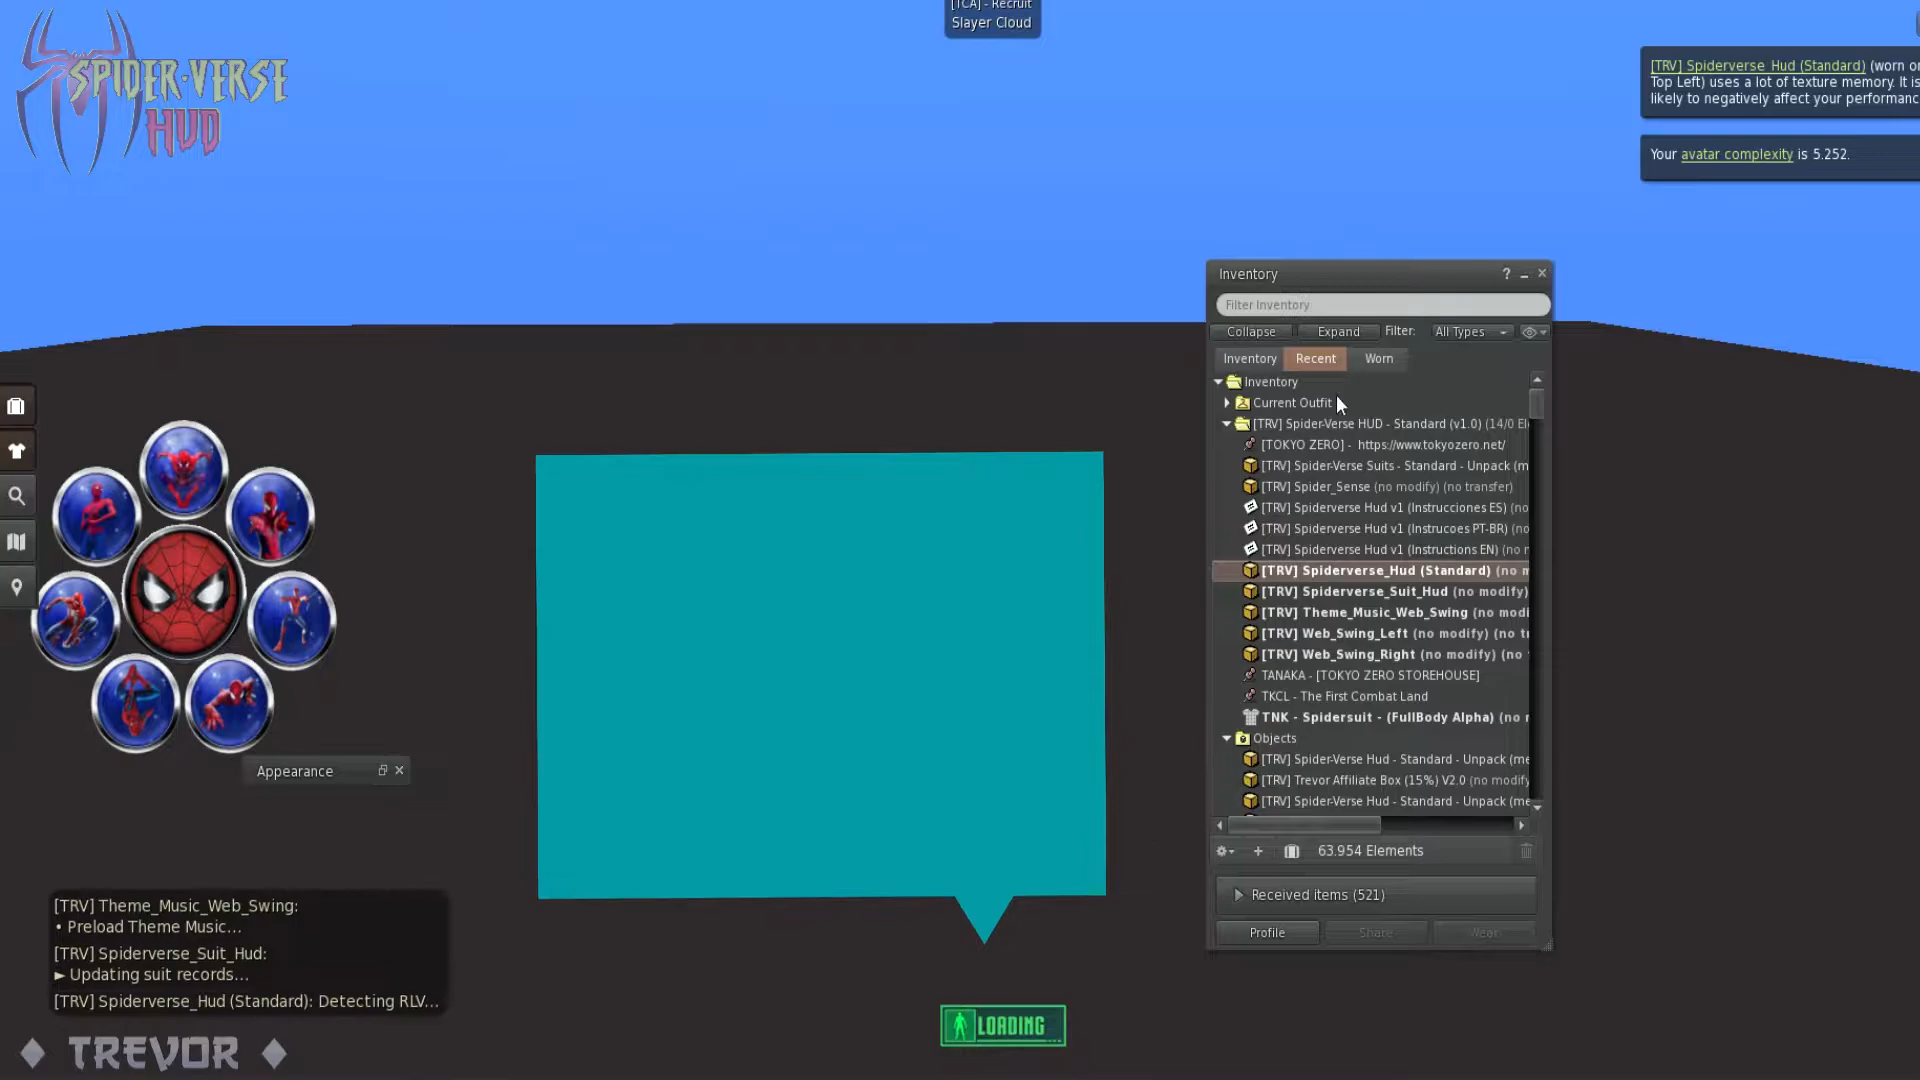 [TCA] - Recruit
Slayer Cloud
SPIDER-VERSE
HUD
[TRV] Spiderverse_Hud (Standard) (worn on
Top Left) uses a lot of texture memory. It is
likely to negatively affect your performance
Your avatar complexity is 5.252.
Inventory
Filter Inventory
Collapse Expand Filter: All Types
Inventory Recent Worn
Inventory
Current Outfit
[TRV] Spider-Verse HUD - Standard (v1.0) (14/0 El
[TOKYO ZERO] - https://www.tokyozero.net/
[TRV] Spider-Verse Suits - Standard - Unpack (m
[TRV] Spider_Sense (no modify) (no transfer)
[TRV] Spiderverse Hud v1 (Instrucciones ES) (no
[TRV] Spiderverse Hud v1 (Instrucoes PT-BR) (no
[TRV] Spiderverse Hud v1 (Instructions EN) (no r
[TRV] Spiderverse_Hud (Standard) (no m
[TRV] Spiderverse_Suit_Hud (no modify)
[TRV] Theme_Music_Web_Swing (no modi
[TRV] Web_Swing_Left (no modify) (no tr
[TRV] Web_Swing_Right (no modify) (no
TANAKA - [TOKYO ZERO STOREHOUSE]
TKCL - The First Combat Land
TNK - Spidersuit - (FullBody Alpha) (no r
Objects
[TRV] Spider-Verse Hud - Standard - Unpack (me
[TRV] Trevor Affiliate Box (15%) V2.0 (no modify
[TRV] Spider-Verse Hud - Standard - Unpack (me
63.954 Elements
Received items (521)
Profile Share Wear
Appearance
[TRV] Theme_Music_Web_Swing:
• Preload Theme Music...
[TRV] Spiderverse_Suit_Hud:
► Updating suit records...
[TRV] Spiderverse_Hud (Standard): Detecting RLV...
LOADING
TREVOR